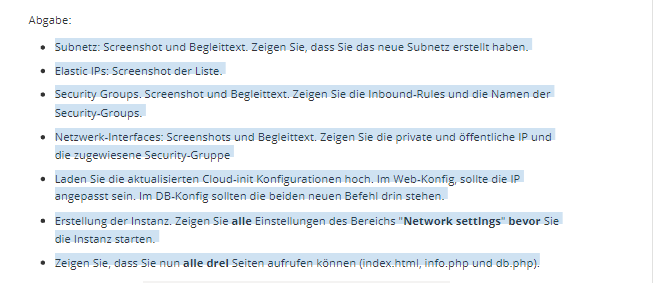 Abgabe:
Subnetz: Screenshot und Begleittext. Zeigen Sie, dass Sie das neue Subnetz erstellt haben.
Elastic IPs: Screenshot der Liste.
Security Groups. Screenshot und Begleittext. Zeigen Sie die Inbound-Rules und die Namen der
Security-Groups.
Netzwerk-Interfaces: Screenshots und Begleittext. Zeigen Sie die private und öffentliche IP und
die zugewiesene Security-Gruppe
Laden Sie die aktualisierten Cloud-init Konfigurationen hoch. Im Web-Konfig, sollte die IP
angepasst sein. Im DB-Konfig sollten die beiden neuen Befehl drin stehen.
Erstellung der Instanz. Zeigen Sie alle Einstellungen des Bereichs "Network settings" bevor Sie
die Instanz starten.
Zeigen Sie, dass Sie nun alle drei Seiten aufrufen können (index.html, info.php und db.php).